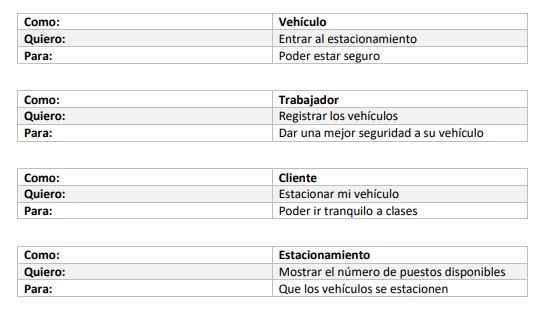 Como: Vehículo
Quiero: Entrar al estacionamiento
Para: Poder estar seguro
Como: Trabajador
Quiero: Registrar los vehículos
Para: Dar una mejor seguridad a su vehículo
Como: Cliente
Quiero: Estacionar mi vehículo
Para: Poder ir tranquilo a clases
Como: Estacionamiento
Quiero: Mostrar el número de puestos disponibles
Para: Que los vehículos se estacionen